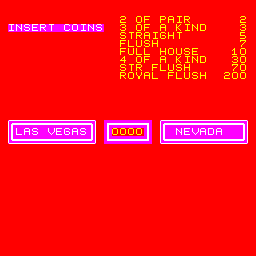 2 OF PAIR 2
INSERT COINS 3 OF A KIND 3
STRAIGHT 5
FLUSH 7
FULL HOUSE 10
4 OF A KIND 30
STR FLUSH 70
ROYAL FLUSH 200
LAS VEGAS 0000 NEVADA